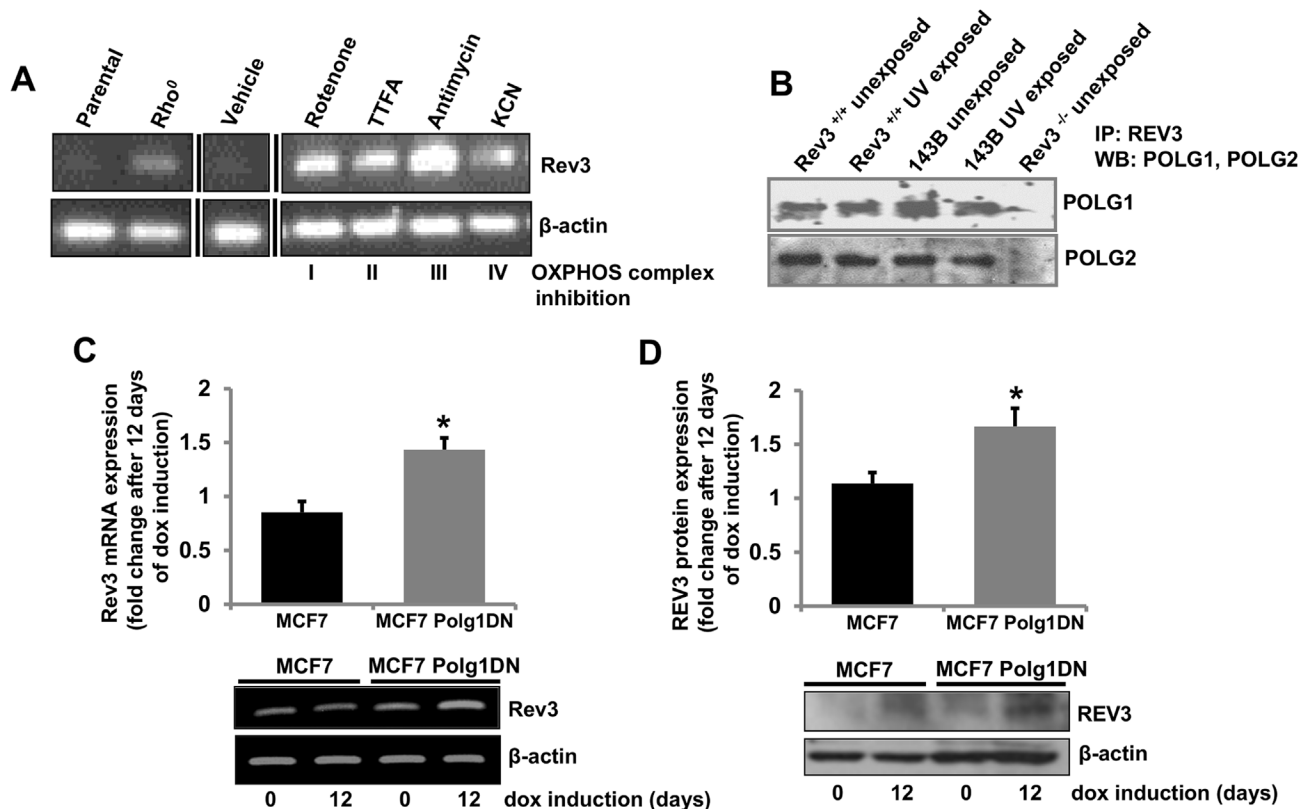 A
Parental
Rho⁰
Vehicle
Rotenone
TTFA
Antimycin
KCN
Rev3
β-actin
I II III IV OXPHOS complex
inhibition
B
Rev3 +/+ unexposed
Rev3 +/+ UV exposed
143B unexposed
143B UV exposed
Rev3 -/- unexposed
IP: REV3
WB: POLG1, POLG2
POLG1
POLG2
C
Rev3 mRNA expression
(fold change after 12 days
of dox induction)
2
1.5
1
0.5
0
*
MCF7
MCF7 Polg1DN
MCF7 MCF7 Polg1DN
Rev3
β-actin
0 12 0 12 dox induction (days)
D
REV3 protein expression
(fold change after 12 days
of dox induction)
2
1.5
1
0.5
0
*
MCF7
MCF7 Polg1DN
MCF7 MCF7 Polg1DN
REV3
β-actin
0 12 0 12 dox induction (days)